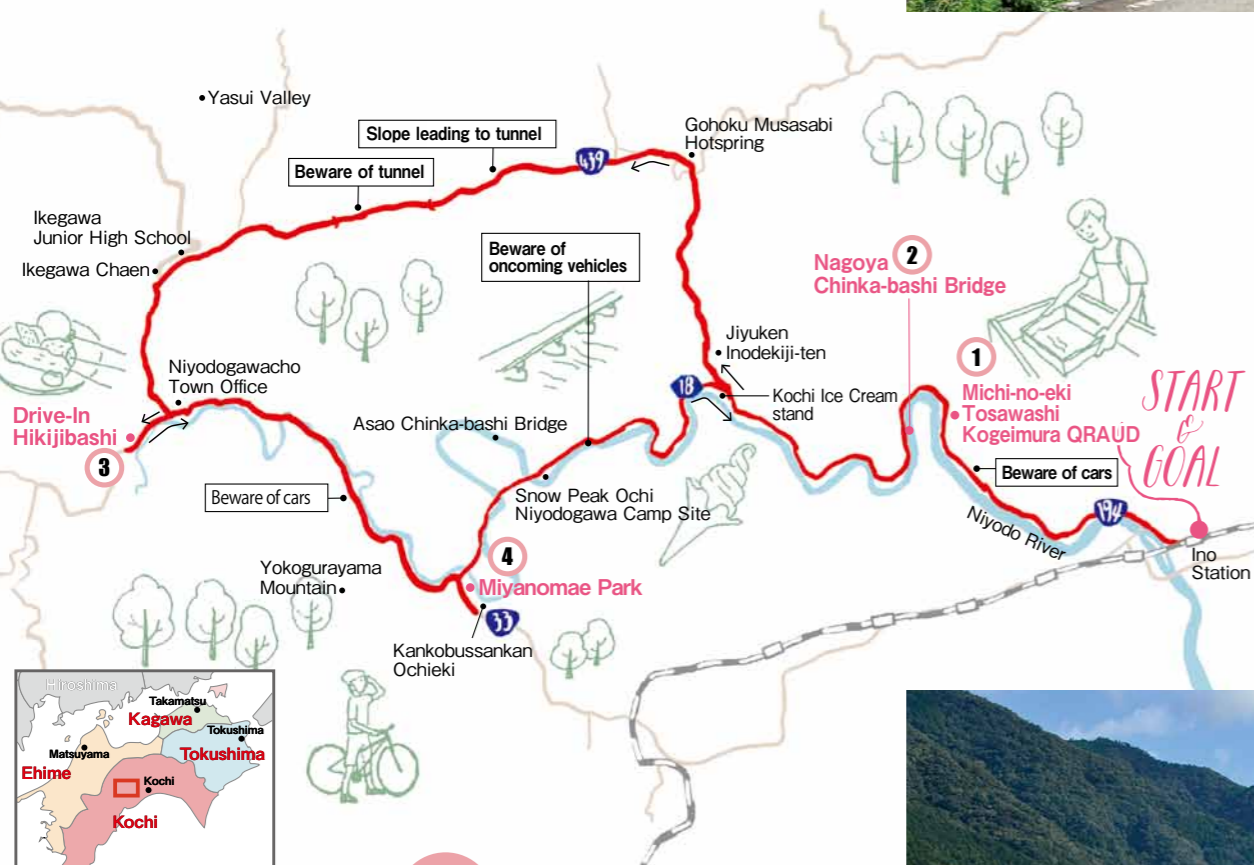 Yasui Valley
Slope leading to tunnel
439
Gohoku Musasabi
Hotspring
Beware of tunnel
Ikegawa
Junior High School
Ikegawa Chaen
Beware of
oncoming vehicles
Nagoya 2
Chinka-bashi Bridge
Jiyuken
Inodekiji-ten
1
Michi-no-eki
Tosawashi
Kogeimura QRAUD
START
&
GOAL
Niyodogawacho
Town Office
18
Kochi Ice Cream
stand
Drive-In
Hikijibashi
3
Asao Chinka-bashi Bridge
Beware of cars
Beware of cars
Snow Peak Ochi
Niyodogawa Camp Site
Niyodo River
194
Ino
Station
4
Miyanomae Park
Yokogurayama
Mountain
33
Kankobussankan
Ochieki
Hiroshima
Takamatsu
Kagawa
Tokushima
Matsuyama
Tokushima
Ehime
Kochi
Kochi